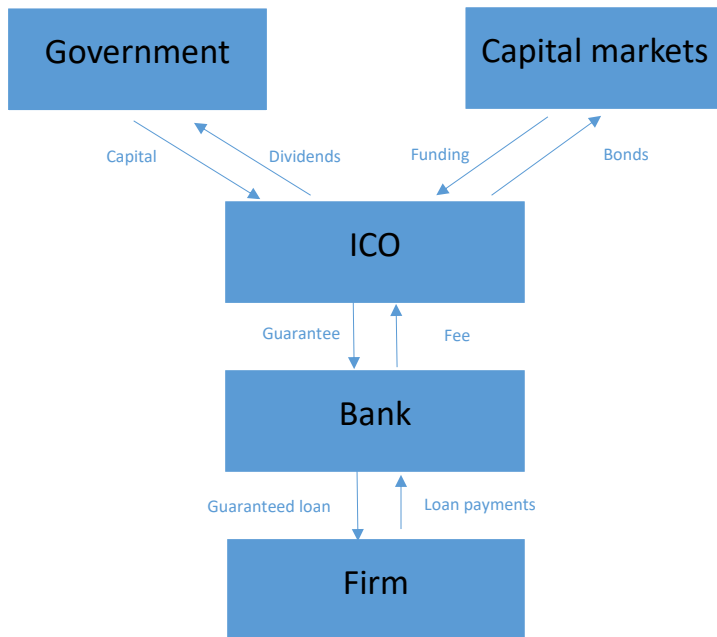 Government
Capital markets
Capital
Dividends
Funding
Bonds
ICO
Guarantee
Fee
Bank
Guaranteed loan
Loan payments
Firm